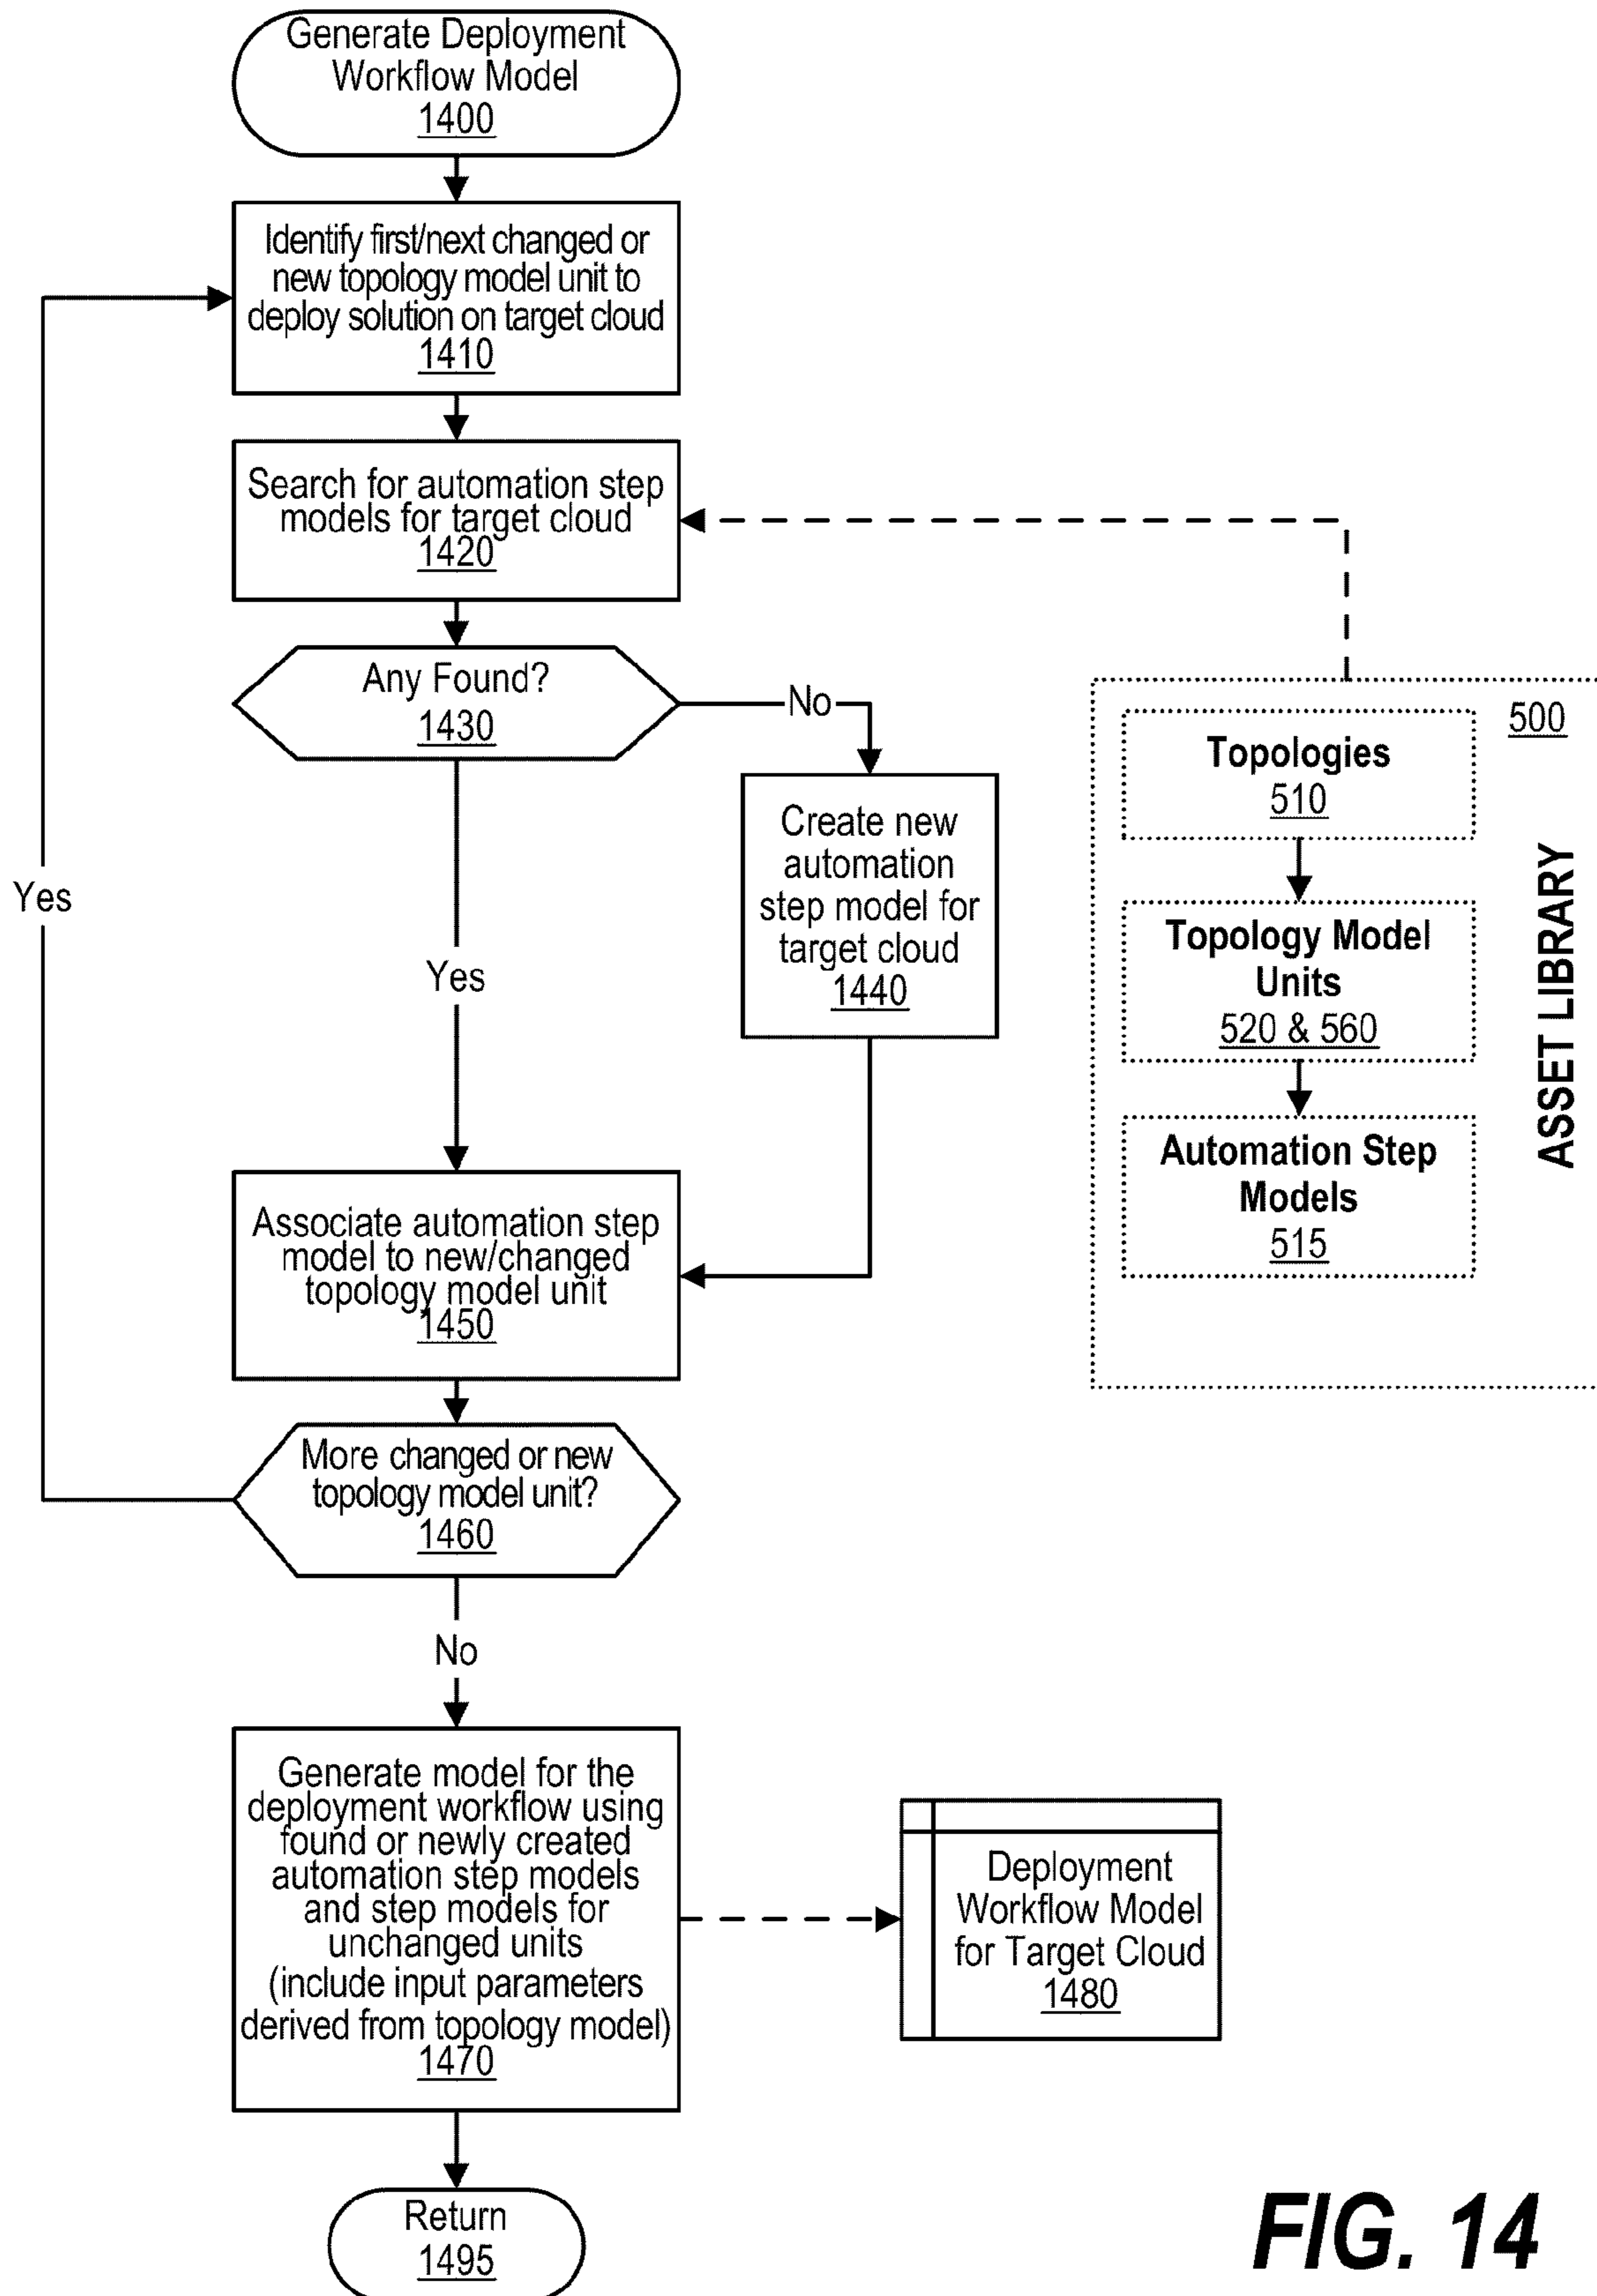 Generate Deployment
Workflow Model
1400
Identify first/next changed or
new topology model unit to
deploy solution on target cloud
1410
Search for automation step
models for target cloud
1420
Any Found?
1430
No
Create new
automation
step model for
target cloud
1440
Yes
Yes
Associate automation step
model to new/changed
topology model unit
1450
More changed or new
topology model unit?
1460
No
Generate model for the
deployment workflow using
found or newly created
automation step models
and step models for
unchanged units
(include input parameters
derived from topology model)
1470
Deployment
Workflow Model
for Target Cloud
1480
Return
1495
500
Topologies
510
Topology Model
Units
520 & 560
Automation Step
Models
515
ASSET LIBRARY
FIG. 14